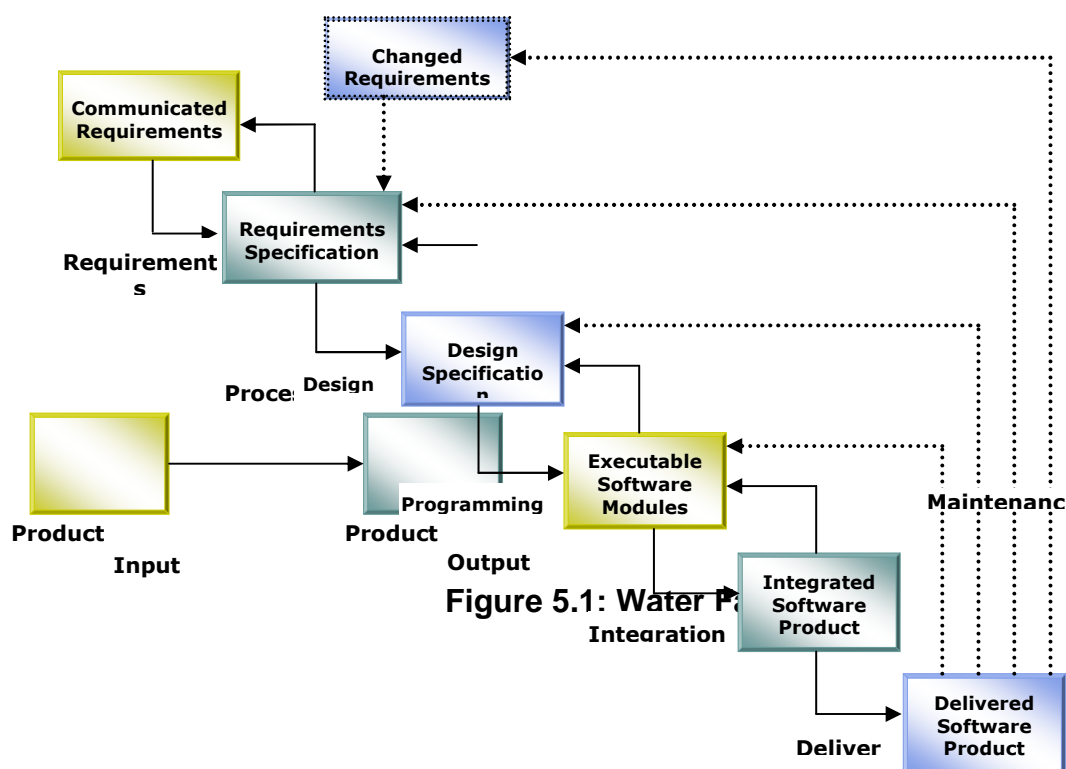 Changed
Requirements
Communicated
Requirements
Requirements
Specification
Requirement
s
Design
Specificatio
n
Proces
Design
Executable
Software
Modules
Programming
Maintenanc
Product
Input
Product
Output
Integrated
Software
Product
Figure 5.1: Water Fa
Integration
Delivered
Software
Product
Deliver